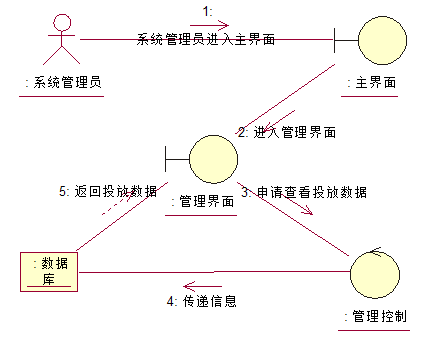 1:
系统管理员进入主界面
: 系统管理员
: 主界面
2: 进入管理界面
5: 返回投放数据
3: 申请查看投放数据
: 管理界面
: 数据
库
4: 传递信息
: 管理控制